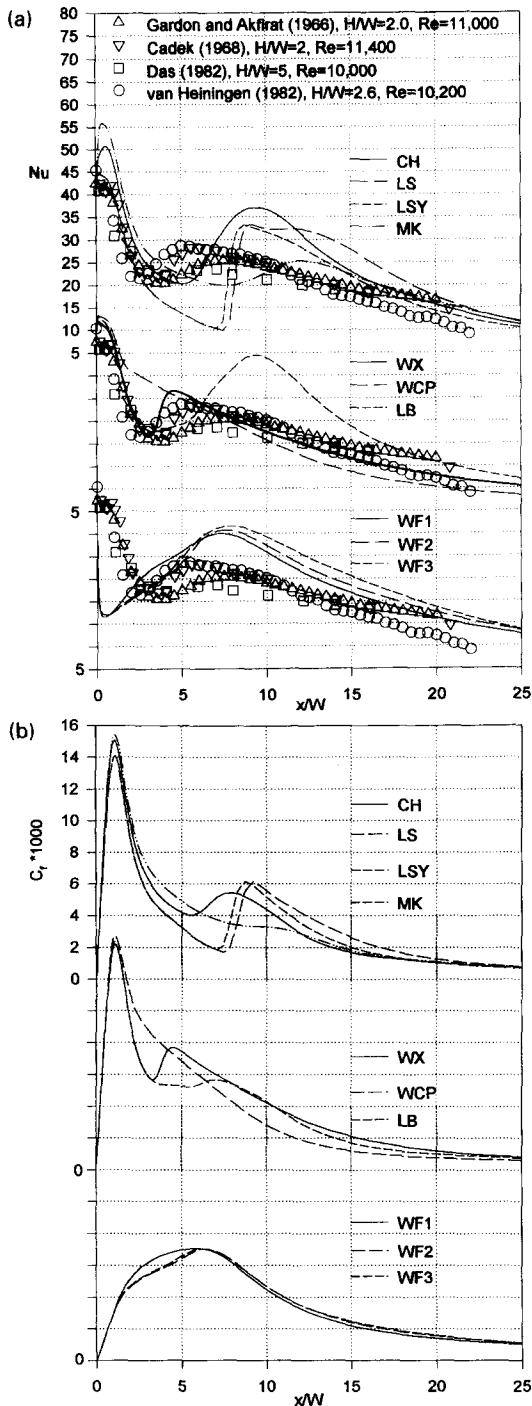 (a)
80
75
70
65
60
55
50
Nu
45
40
35
30
25
20
15
10
5
5
5
Gardon and Akfirat (1966), H/W=2.0, Re=11,000
Cadek (1968), H/W=2, Re=11,400
Das (1982), H/W=5, Re=10,000
van Heiningen (1982), H/W=2.6, Re=10,200
CH
LS
LSY
MK
WX
WCP
LB
WF1
WF2
WF3
0 5 10 15 20 25
x/W
(b)
16
14
12
10
8
6
4
2
0
0
0
Cf *1000
CH
LS
LSY
MK
WX
WCP
LB
WF1
WF2
WF3
0 5 10 15 20 25
x/W